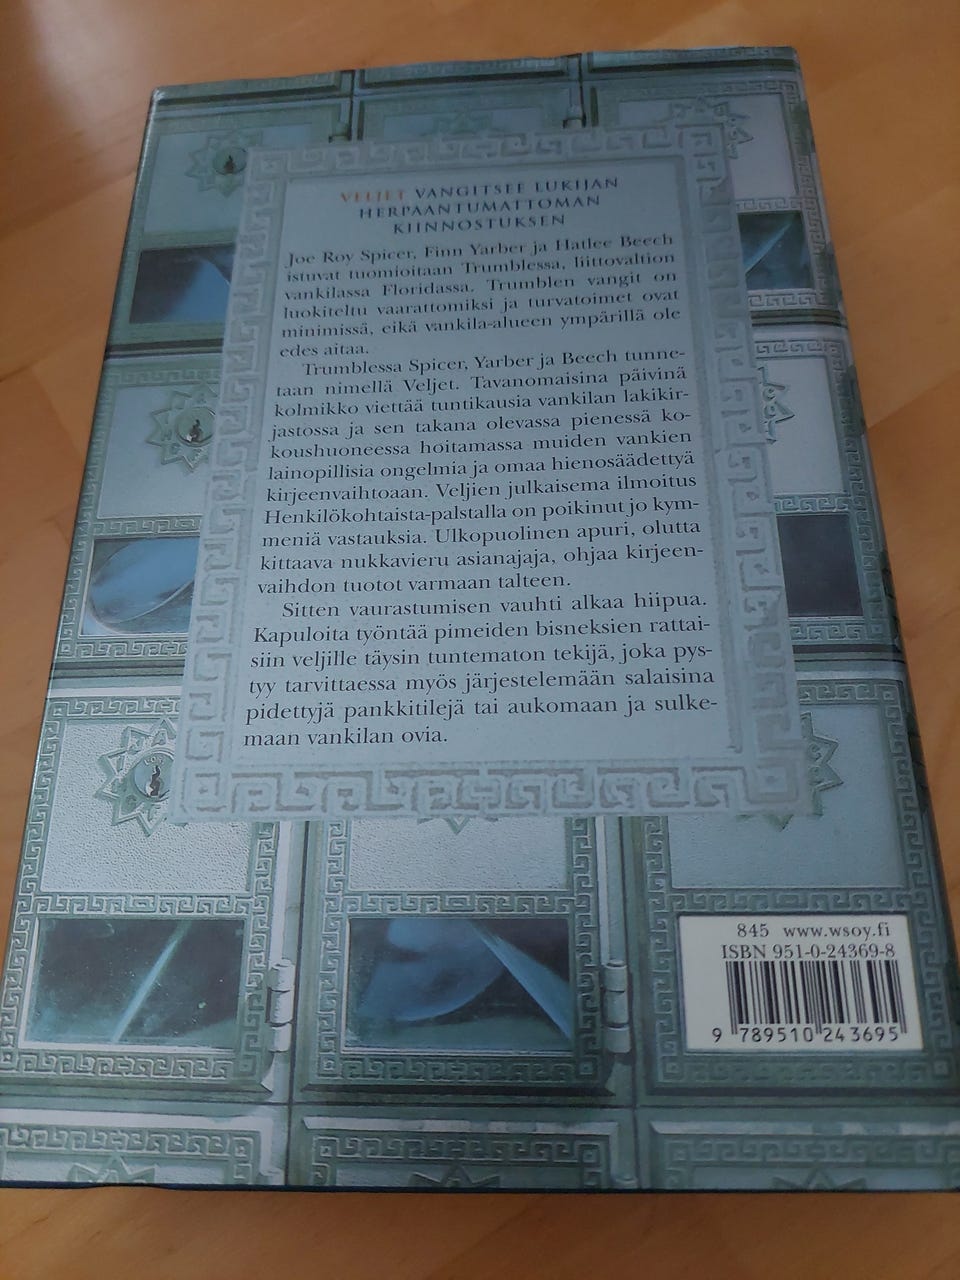 VELJET VANGITSEE LUKIJAN
HERPAANTUMATTOMAN
KIINNOSTUKSEN
Joe Roy Spicer, Finn Yarber ja Hatlee Beech
istuvat tuomioitaan Trumblessa, liittovaltion
vankilassa Floridassa. Trumblen vangit on
luokiteltu vaarattomiksi ja turvatoimet ovat
minimissä, eikä vankila-alueen ympärillä ole
edes aitaa.
Trumblessa Spicer, Yarber ja Beech tunne-
taan nimellä Veljet. Tavanomaisina päivinä
kolmikko viettää tuntikausia vankilan lakikir-
jastossa ja sen takana olevassa pienessä ko-
koushuoneessa hoitamassa muiden vankien
lainopillisia ongelmia ja omaa hienosäädettyä
kirjeenvaihtoaan. Veljien julkaisema ilmoitus
Henkilökohtaista-palstalla on poikinut jo kym-
meniä vastauksia. Ulkopuolinen apuri, olutta
kittaava nukkavieru asianajaja, ohjaa kirjeen-
vaihdon tuotot varmaan talteen.
Sitten vaurastumisen vauhti alkaa hiipua.
Kapuloita työntää pimeiden bisneksien rattai-
siin veljille täysin tuntematon tekijä, joka pys-
tyy tarvittaessa myös järjestelemään salaisina
pidettyjä pankkitilejä tai aukomaan ja sulke-
maan vankilan ovia.
845 www.wsoy.fi
ISBN 951-0-24369-8
9 789510 243695